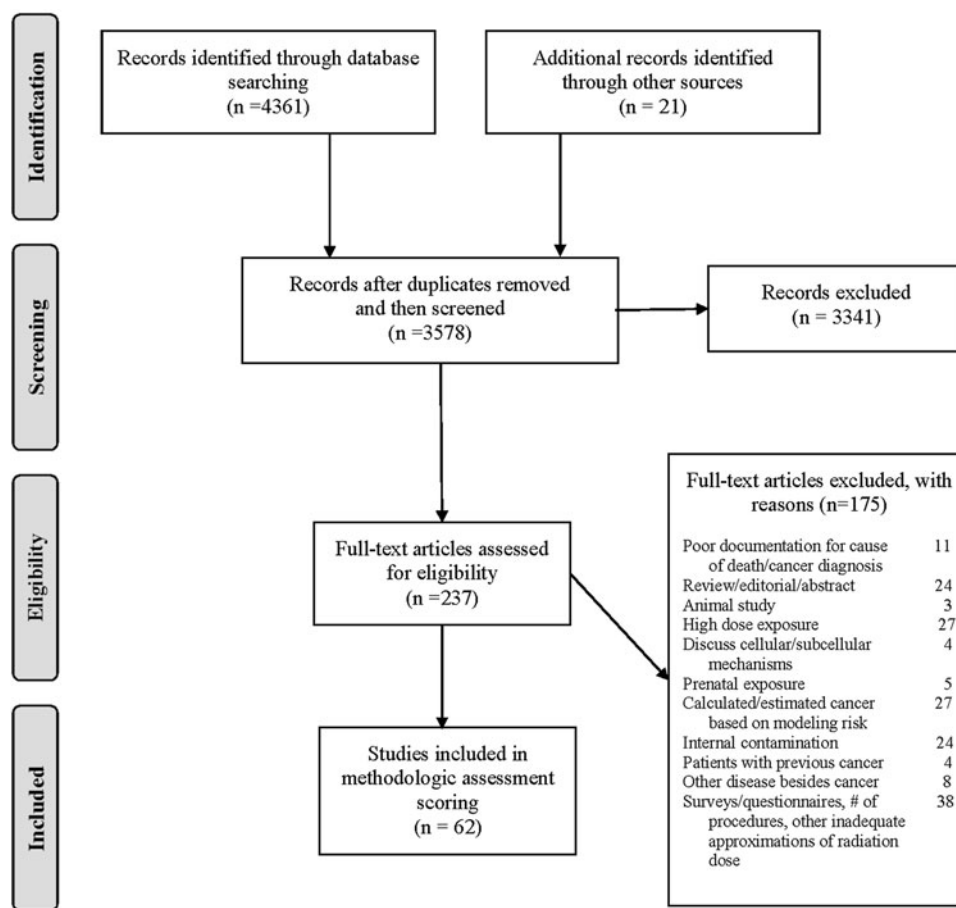 Identification
Records identified through database
searching
(n =4361)
Additional records identified
through other sources
(n = 21)
Screening
Records after duplicates removed
and then screened
(n =3578)
Records excluded
(n = 3341)
Eligibility
Full-text articles assessed
for eligibility
(n =237)
Full-text articles excluded, with
reasons (n=175)
Poor documentation for cause 11
of death/cancer diagnosis
Review/editorial/abstract 24
Animal study 3
High dose exposure 27
Discuss cellular/subcellular 4
mechanisms
Prenatal exposure 5
Calculated/estimated cancer 27
based on modeling risk
Internal contamination 24
Patients with previous cancer 4
Other disease besides cancer 8
Surveys/questionnaires, # of 38
procedures, other inadequate
approximations of radiation
dose
Included
Studies included in
methodologic assessment
scoring
(n = 62)